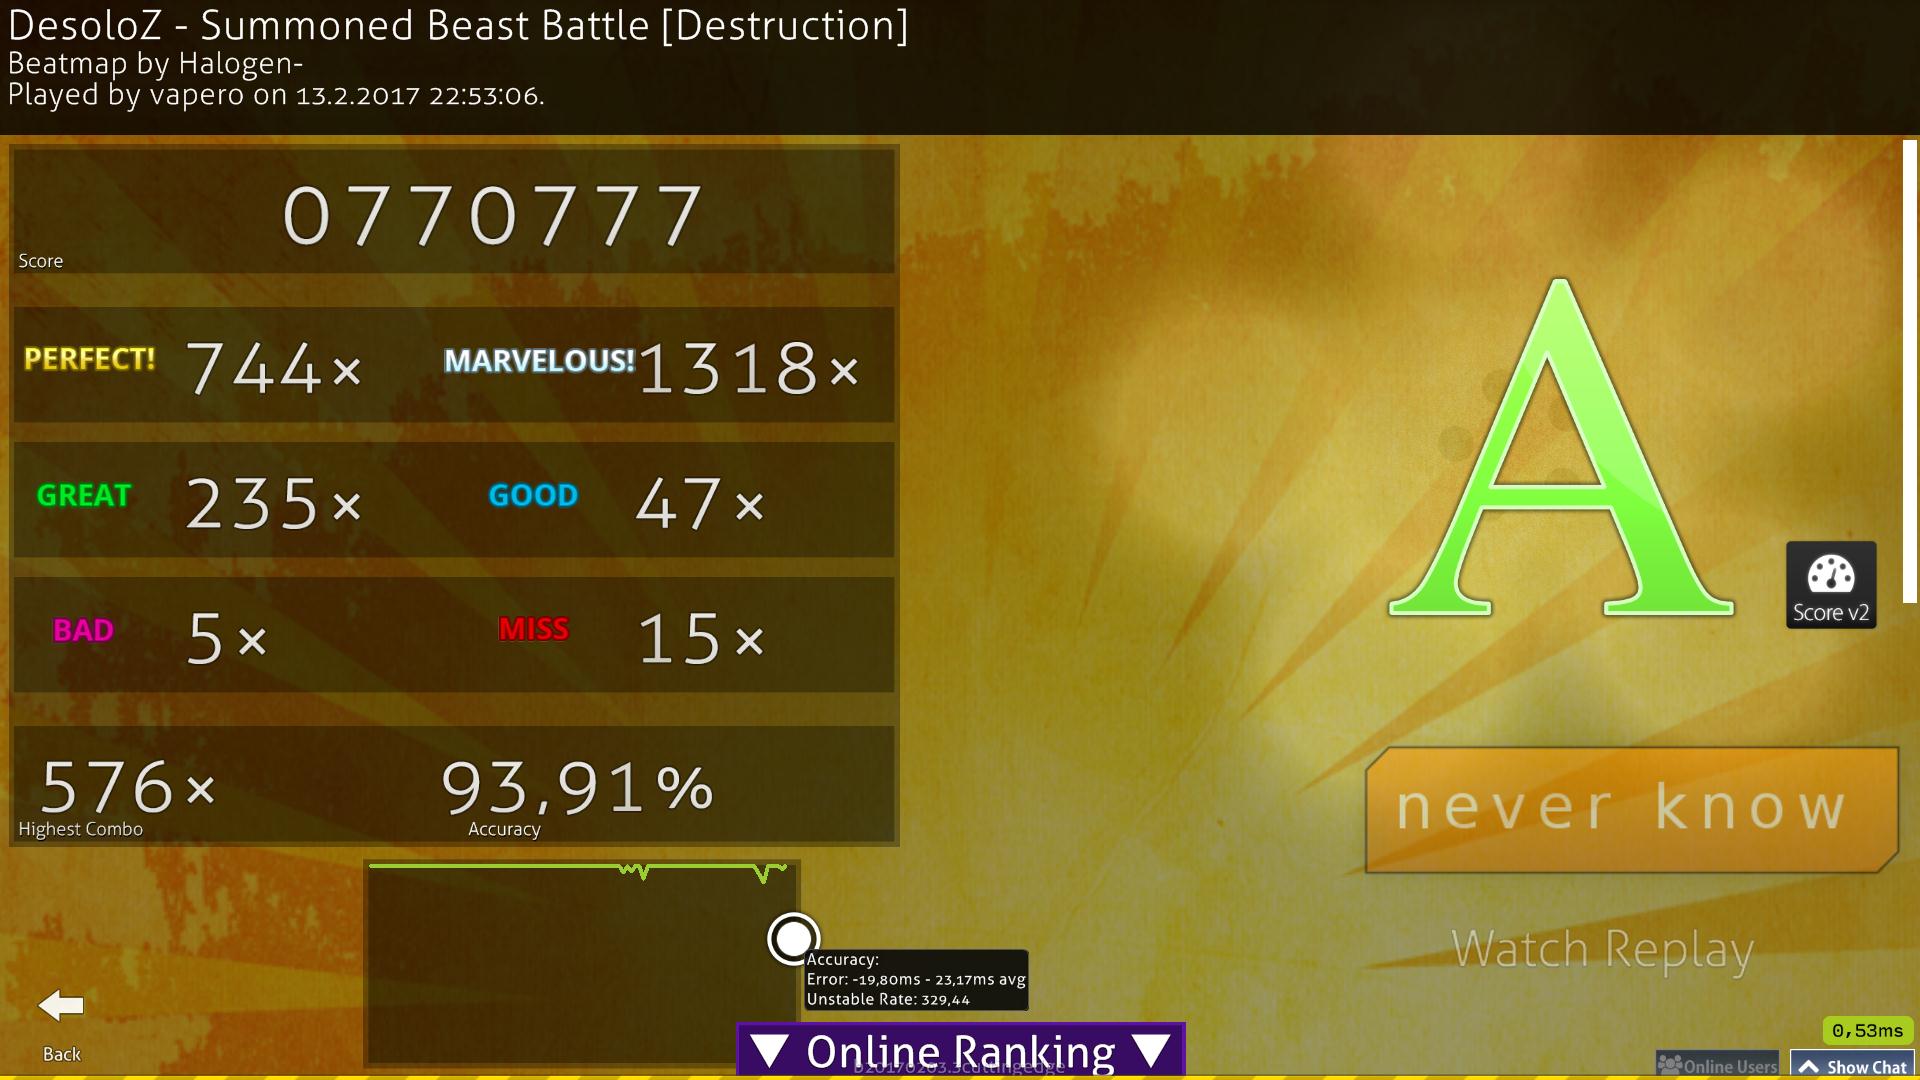 DesoloZ - Summoned Beast Battle [Destruction]
Beatmap by Halogen-
Played by vapero on 13.2.2017 22:53:06.
0770777
Score
PERFECT! 744× MARVELOUS! 1318×
GREAT 235× GOOD 47×
BAD 5× MISS 15×
576× 93,91%
Highest Combo Accuracy
A
Score v2
never know
Watch Replay
Accuracy:
Error: -19,80ms - 23,17ms avg
Unstable Rate: 329,44
Back
▼ Online Ranking ▼
b20170203.3cuttingedge
0,53ms
Online Users
Show Chat